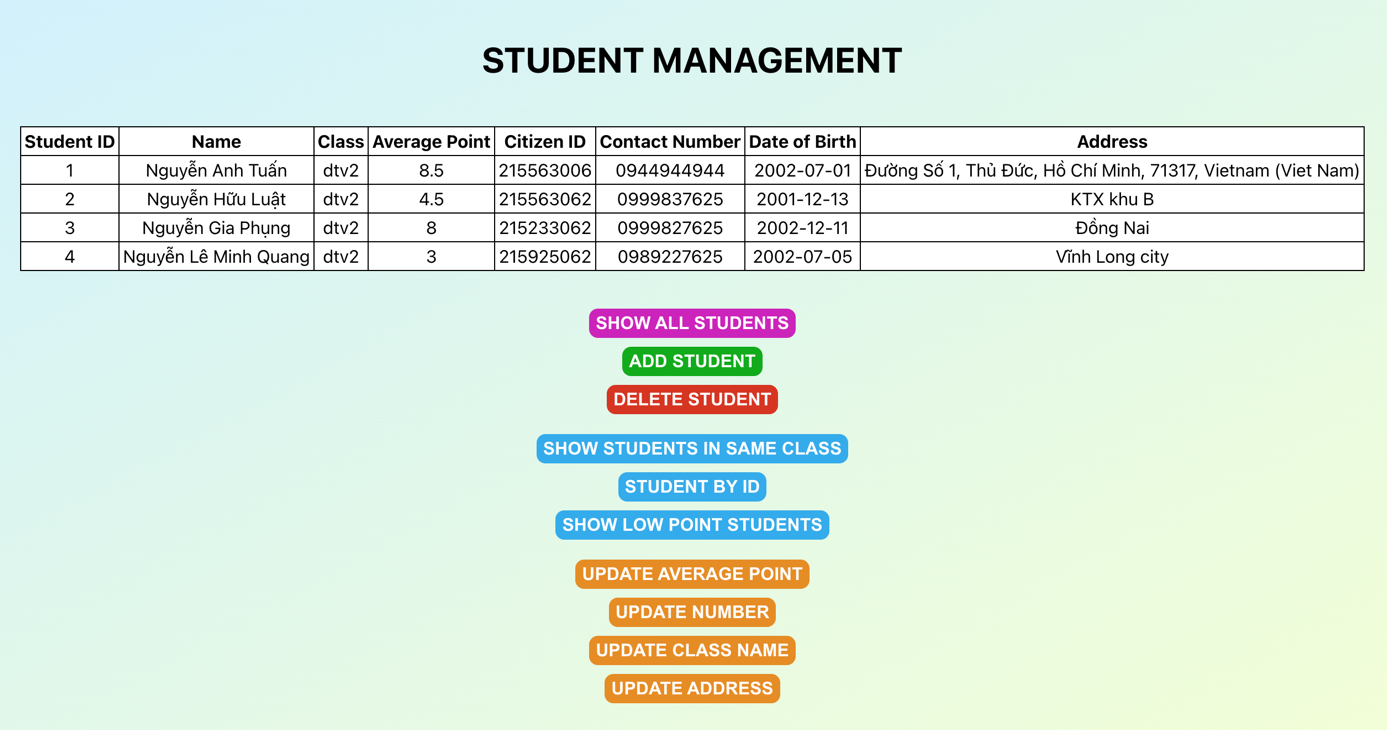 STUDENT MANAGEMENT
Student ID Name Class Average Point Citizen ID Contact Number Date of Birth Address
1 Nguyễn Anh Tuấn dtv2 8.5 215563006 0944944944 2002-07-01 Đường Số 1, Thủ Đức, Hồ Chí Minh, 71317, Vietnam (Viet Nam)
2 Nguyễn Hữu Luật dtv2 4.5 215563062 0999837625 2001-12-13 KTX khu B
3 Nguyễn Gia Phụng dtv2 8 215233062 0999827625 2002-12-11 Đồng Nai
4 Nguyễn Lê Minh Quang dtv2 3 215925062 0989227625 2002-07-05 Vĩnh Long city
SHOW ALL STUDENTS
ADD STUDENT
DELETE STUDENT
SHOW STUDENTS IN SAME CLASS
STUDENT BY ID
SHOW LOW POINT STUDENTS
UPDATE AVERAGE POINT
UPDATE NUMBER
UPDATE CLASS NAME
UPDATE ADDRESS